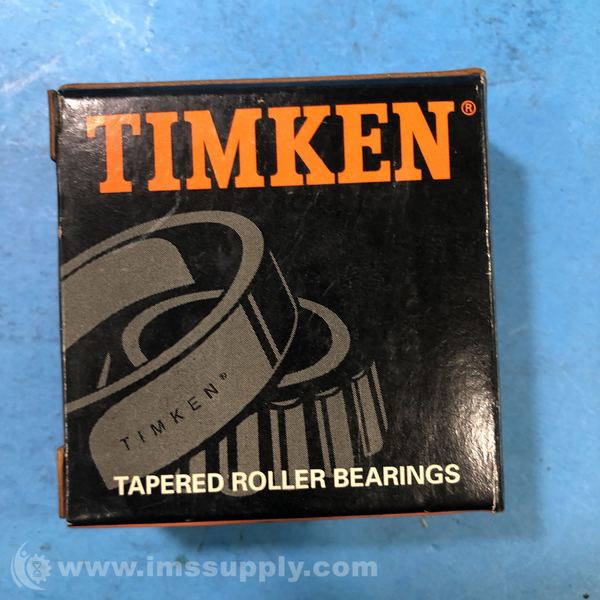 TIMKEN®
TIMKEN®
TAPERED ROLLER BEARINGS
www.imssupply.com